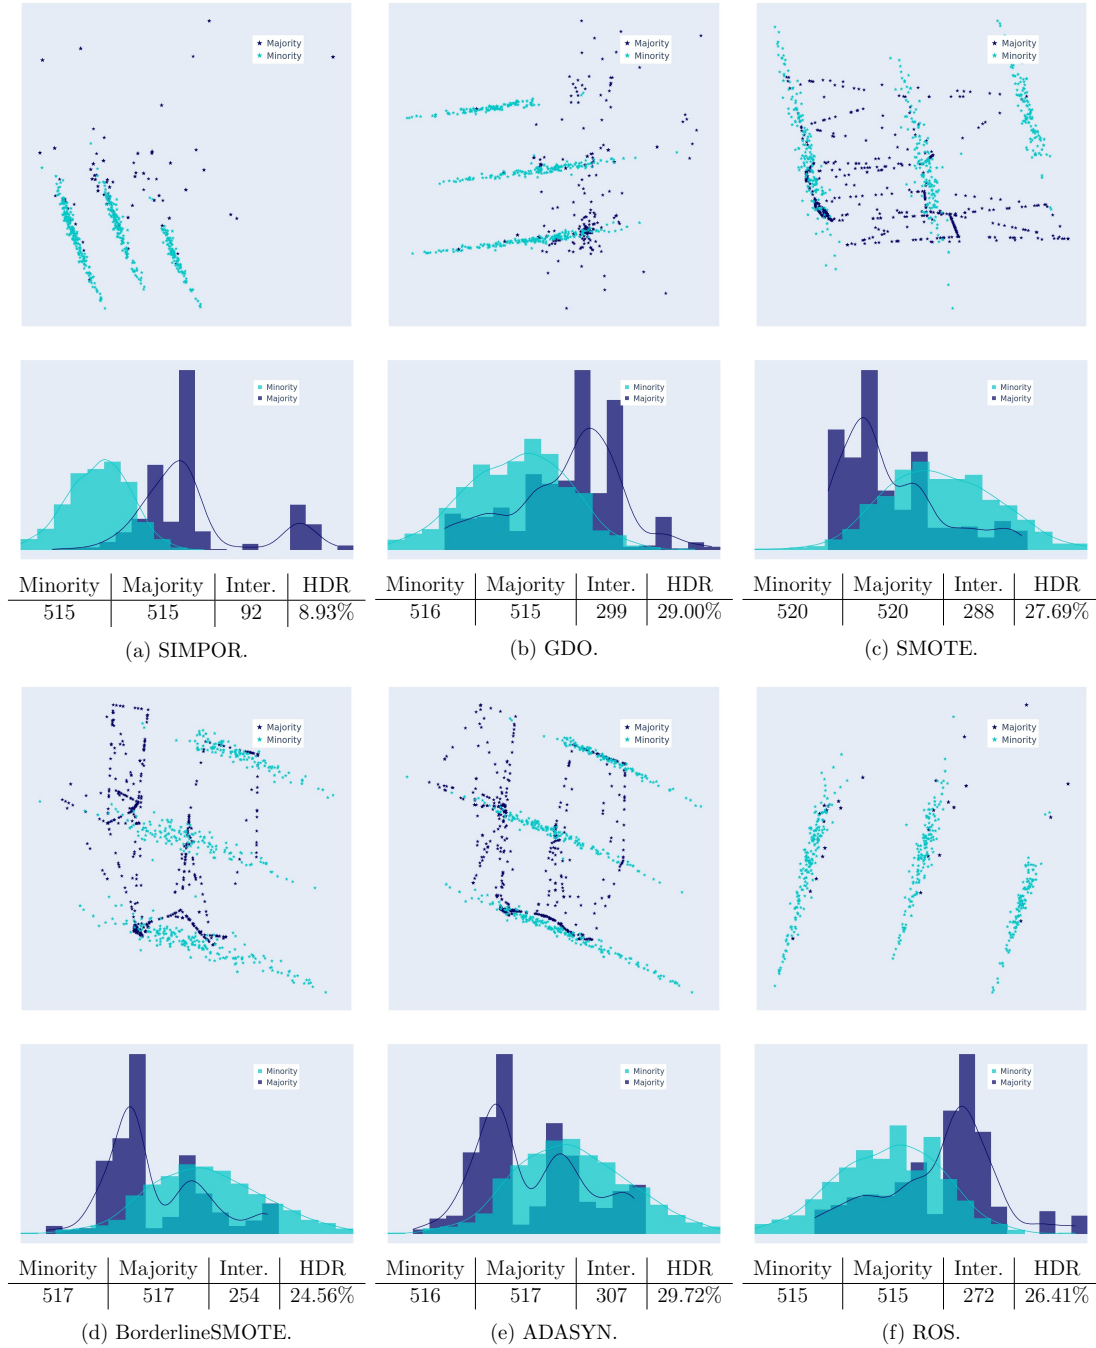 Majority
Minority
Majority
Minority
Majority
Minority
Minority
Majority
Minority
Majority
Minority
Majority
Minority Majority Inter. HDR
515 515 92 8.93%
(a) SIMPOR.
Minority Majority Inter. HDR
516 515 299 29.00%
(b) GDO.
Minority Majority Inter. HDR
520 520 288 27.69%
(c) SMOTE.
Majority
Minority
Majority
Minority
Majority
Minority
Minority
Majority
Minority
Majority
Minority
Majority
Minority Majority Inter. HDR
517 517 254 24.56%
(d) BorderlineSMOTE.
Minority Majority Inter. HDR
516 517 307 29.72%
(e) ADASYN.
Minority Majority Inter. HDR
515 515 272 26.41%
(f) ROS.